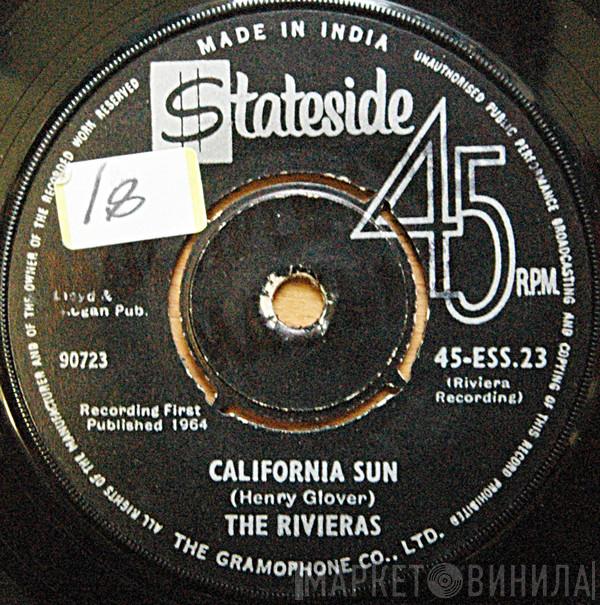 MADE IN INDIA
$tateside
45 R.P.M.
UNAUTHORISED PUBLIC PERFORMANCE BROADCASTING AND COPYING OF THIS RECORD PROHIBITED
ALL RIGHTS OF THE MANUFACTURER AND OF THE OWNER OF THE RECORDED WORK RESERVED
18
&
Pub.
90723
45-ESS.23
(Riviera
Recording)
Recording First
Published 1964
CALIFORNIA SUN
(Henry Glover)
THE RIVIERAS
THE GRAMOPHONE CO., LTD.
МАРКЕТ ВИНИЛА